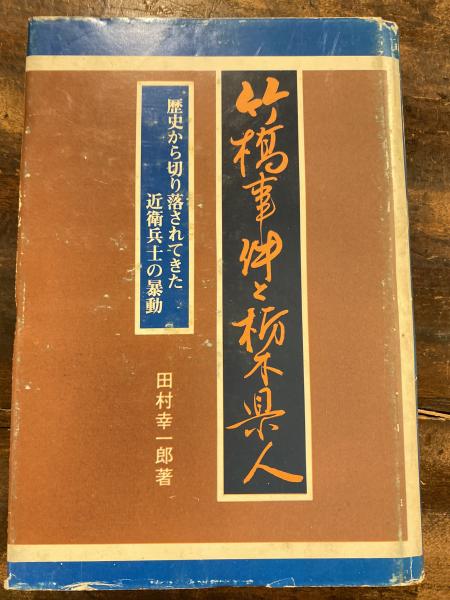 竹橋事件と栃木県人
歴史から切り落されてきた
近衛兵士の暴動
田村幸一郎著